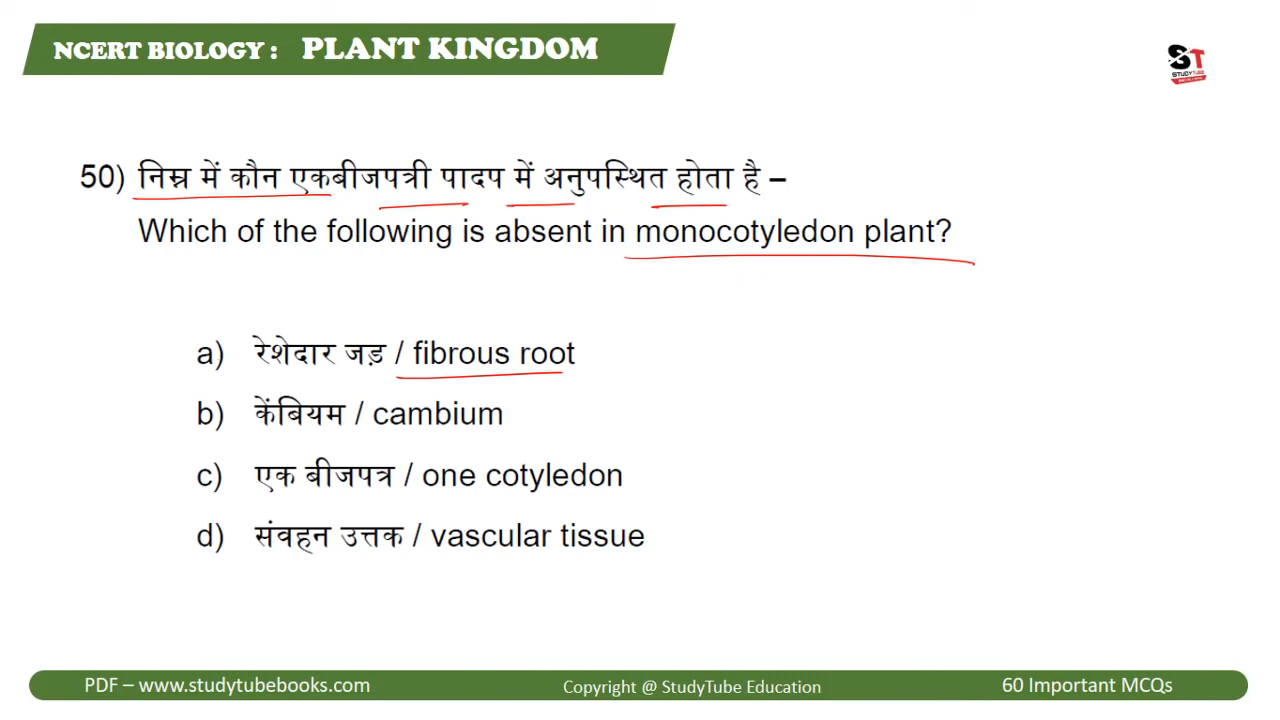 NCERT BIOLOGY : PLANT KINGDOM
ST
STUDYTUBE
50) निम्न में कौन एकबीजपत्री पादप में अनुपस्थित होता है –
Which of the following is absent in monocotyledon plant?
a) रेशेदार जड़ / fibrous root
b) केंबियम / cambium
c) एक बीजपत्र / one cotyledon
d) संवहन उत्तक / vascular tissue
PDF – www.studytubebooks.com
Copyright @ StudyTube Education
60 Important MCQs